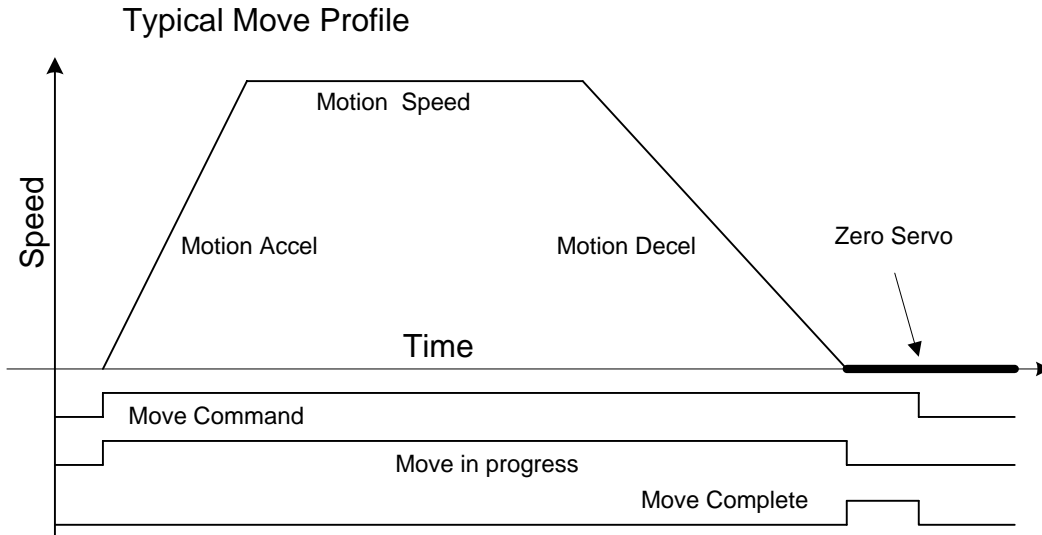 Typical Move Profile
Motion Speed
Speed
Motion Accel
Motion Decel
Zero Servo
Time
Move Command
Move in progress
Move Complete